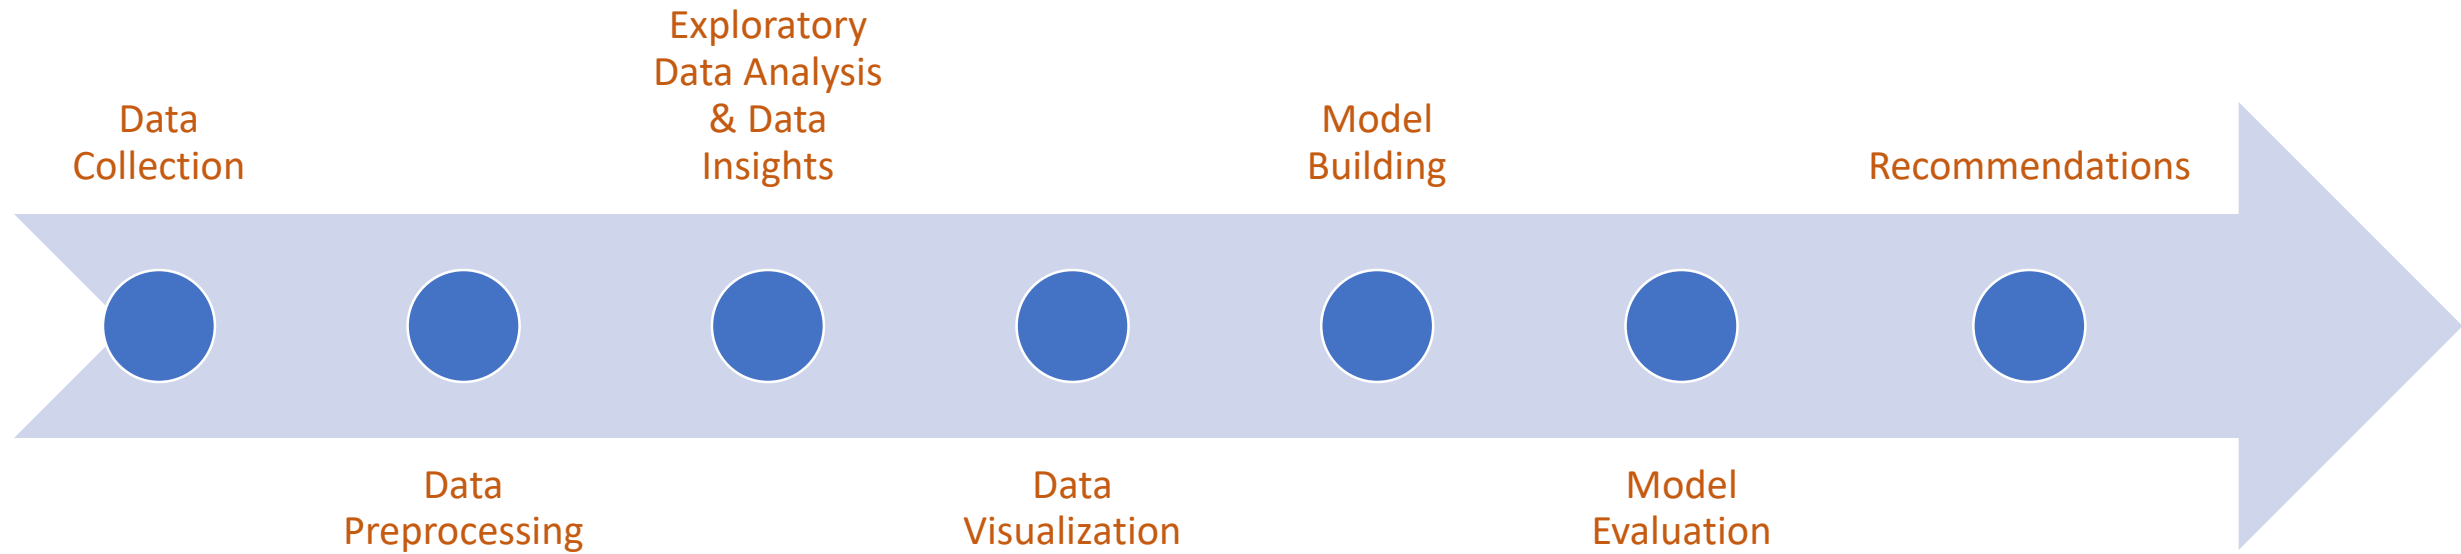 Data
Collection
Data
Preprocessing
Exploratory
Data Analysis
& Data
Insights
Data
Visualization
Model
Building
Model
Evaluation
Recommendations